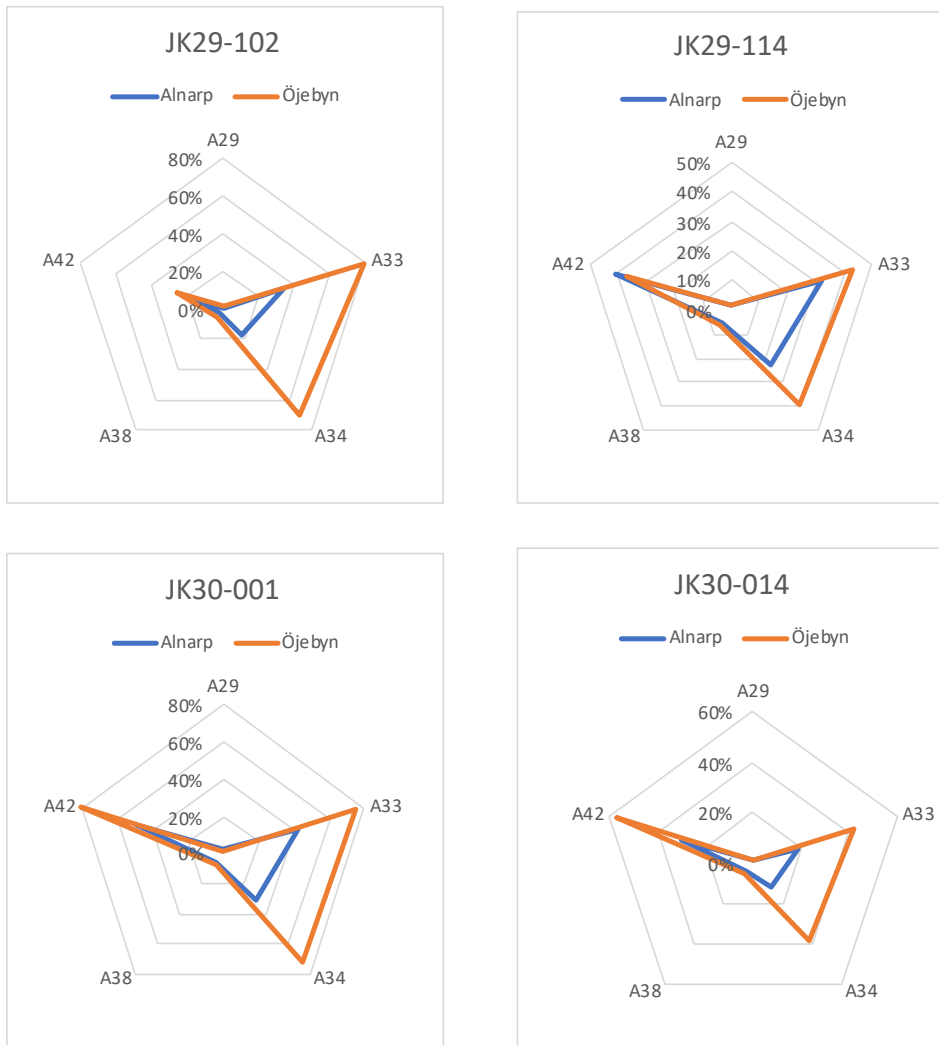 JK29-102
Alnarp Öjebyn
A29
80%
60%
40%
20%
0%
A33
A34
A38
A42
JK29-114
Alnarp Öjebyn
A29
50%
40%
30%
20%
10%
0%
A33
A34
A38
A42
JK30-001
Alnarp Öjebyn
A29
80%
60%
40%
20%
0%
A33
A34
A38
A42
JK30-014
Alnarp Öjebyn
A29
60%
40%
20%
0%
A33
A34
A38
A42